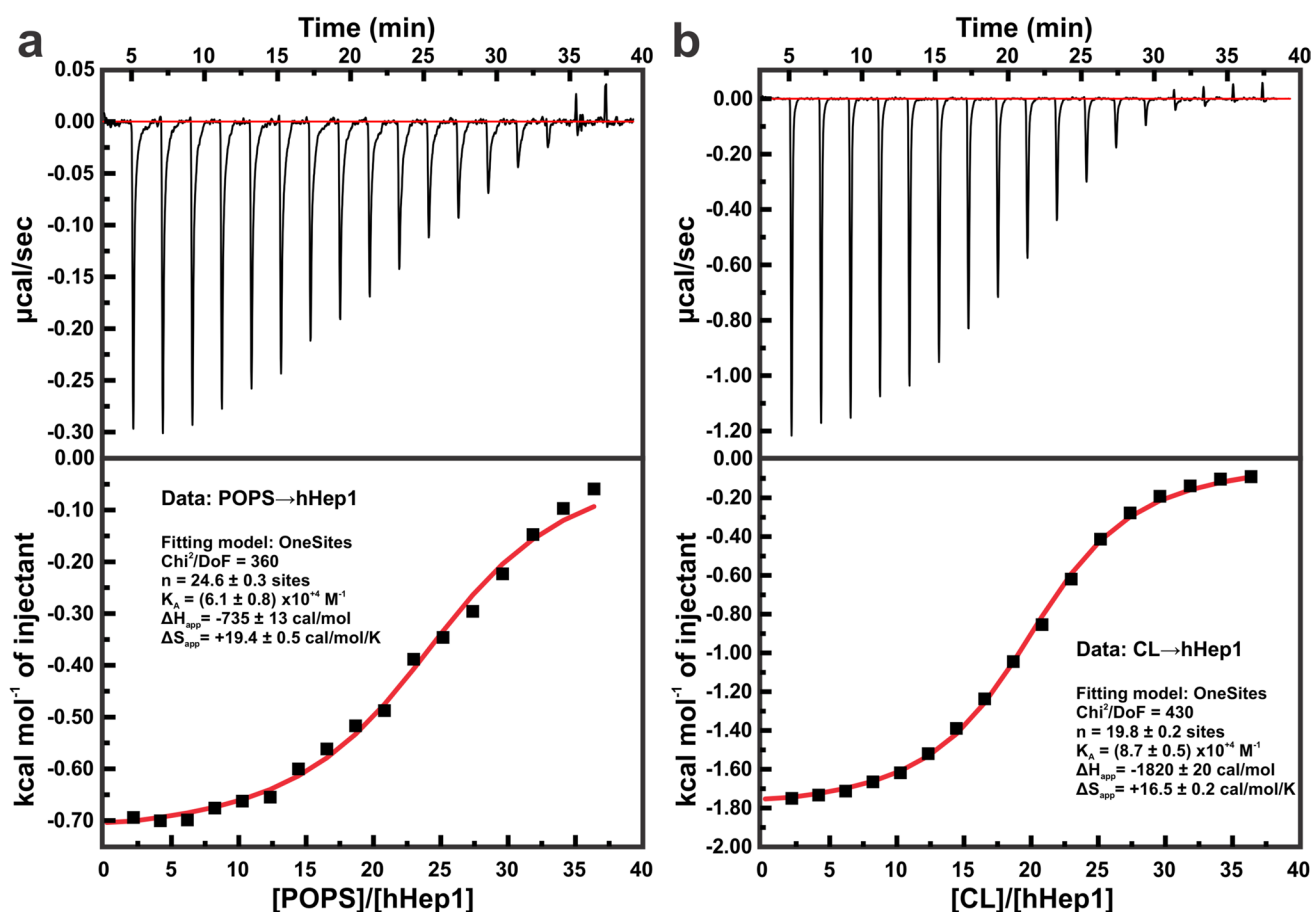 a
Time (min)
5 10 15 20 25 30 35 40
0.05
0.00
-0.05
-0.10
-0.15
-0.20
-0.25
-0.30
µcal/sec
0.00
-0.10
-0.20
-0.30
-0.40
-0.50
-0.60
-0.70
kcal mol⁻¹ of injectant
Data: POPS→hHep1
Fitting model: OneSites
Chi²/DoF = 360
n = 24.6 ± 0.3 sites
K_A = (6.1 ± 0.8) x10⁺⁴ M⁻¹
ΔH_app= -735 ± 13 cal/mol
ΔS_app= +19.4 ± 0.5 cal/mol/K
0 5 10 15 20 25 30 35 40
[POPS]/[hHep1]
b
Time (min)
5 10 15 20 25 30 35 40
0.00
-0.20
-0.40
-0.60
-0.80
-1.00
-1.20
µcal/sec
0.00
-0.20
-0.40
-0.60
-0.80
-1.00
-1.20
-1.40
-1.60
-1.80
-2.00
kcal mol⁻¹ of injectant
Data: CL→hHep1
Fitting model: OneSites
Chi²/DoF = 430
n = 19.8 ± 0.2 sites
K_A = (8.7 ± 0.5) x10⁺⁴ M⁻¹
ΔH_app= -1820 ± 20 cal/mol
ΔS_app= +16.5 ± 0.2 cal/mol/K
0 5 10 15 20 25 30 35 40
[CL]/[hHep1]